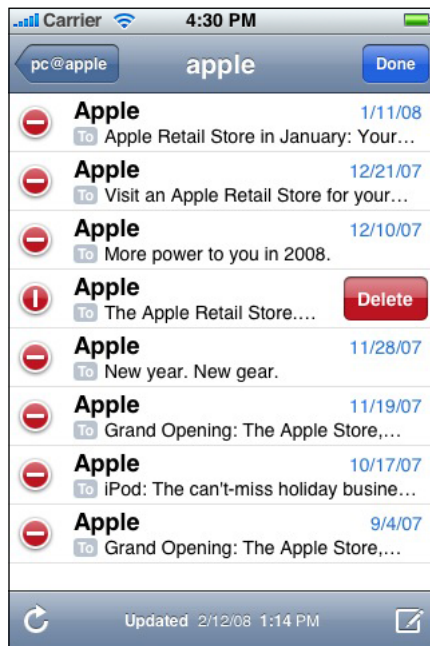 Carrier 4:30 PM
pc@apple apple Done
Apple 1/11/08
To Apple Retail Store in January: Your...
Apple 12/21/07
To Visit an Apple Retail Store for your...
Apple 12/10/07
To More power to you in 2008.
Apple
To The Apple Retail Store.... Delete
Apple 11/28/07
To New year. New gear.
Apple 11/19/07
To Grand Opening: The Apple Store,...
Apple 10/17/07
To iPod: The can't-miss holiday busine...
Apple 9/4/07
To Grand Opening: The Apple Store,...
Updated 2/12/08 1:14 PM